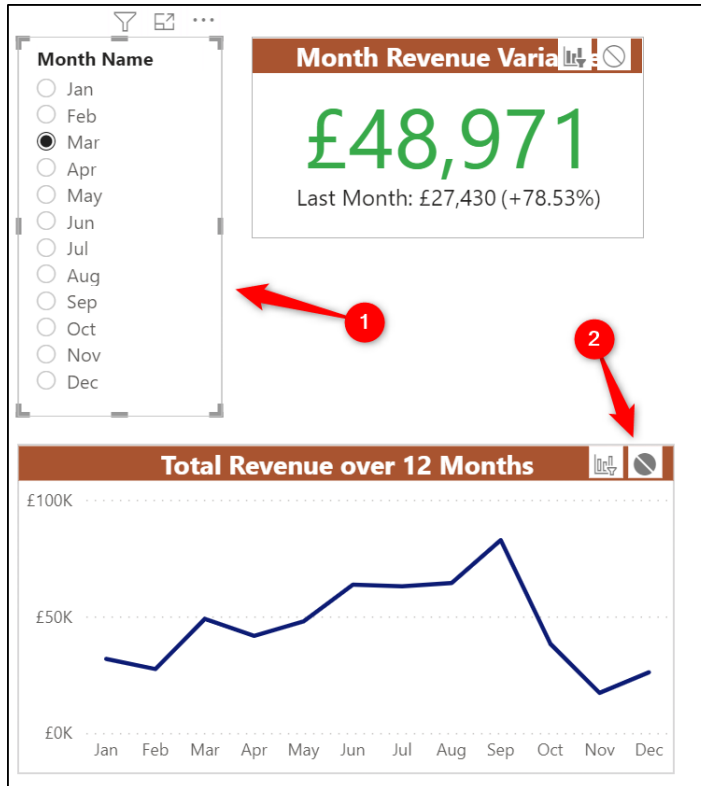 Month Name
Jan
Feb
Mar
Apr
May
Jun
Jul
Aug
Sep
Oct
Nov
Dec
Month Revenue Varia e
£48,971
Last Month: £27,430 (+78.53%)
1
2
Total Revenue over 12 Months
£100K
£50K
£0K
Jan Feb Mar Apr May Jun Jul Aug Sep Oct Nov Dec